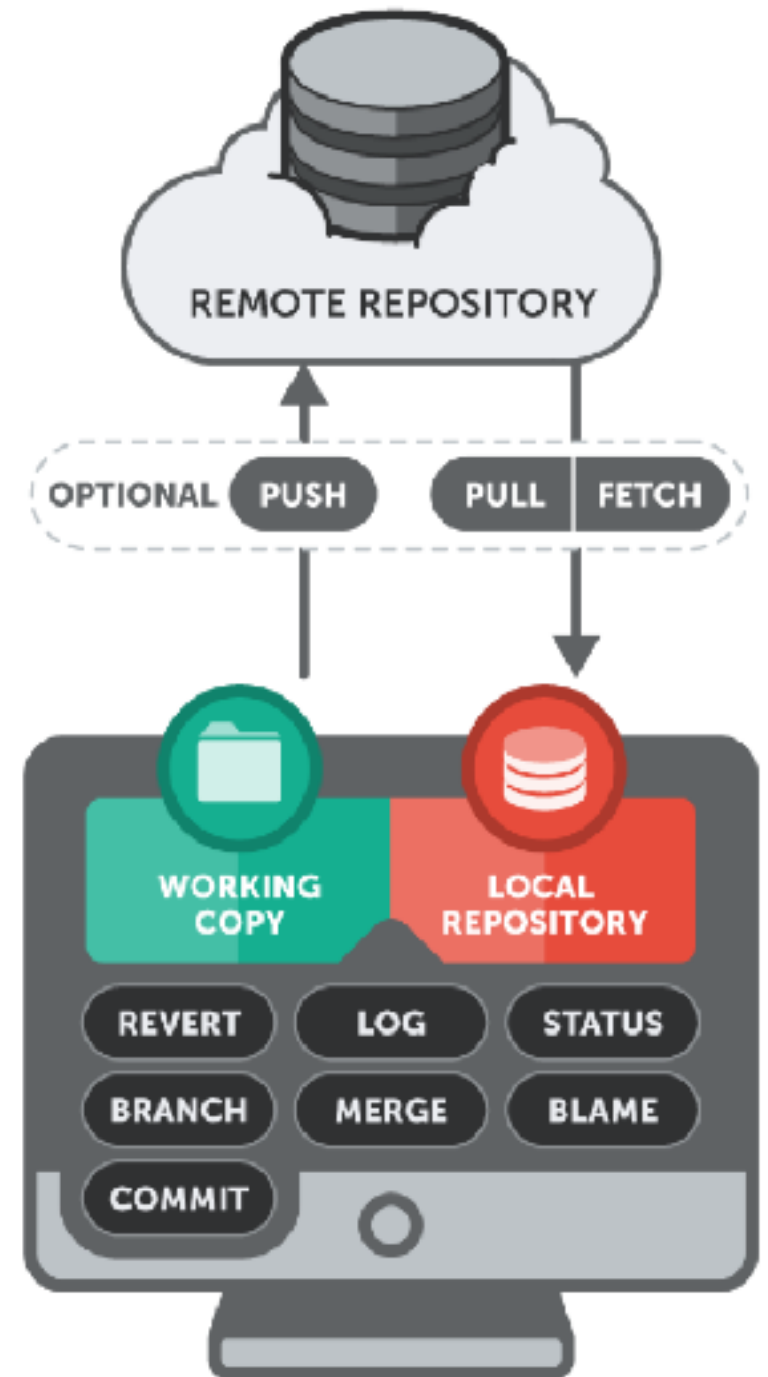 REMOTE REPOSITORY
OPTIONAL PUSH PULL FETCH
WORKING
COPY
LOCAL
REPOSITORY
REVERT LOG STATUS
BRANCH MERGE BLAME
COMMIT